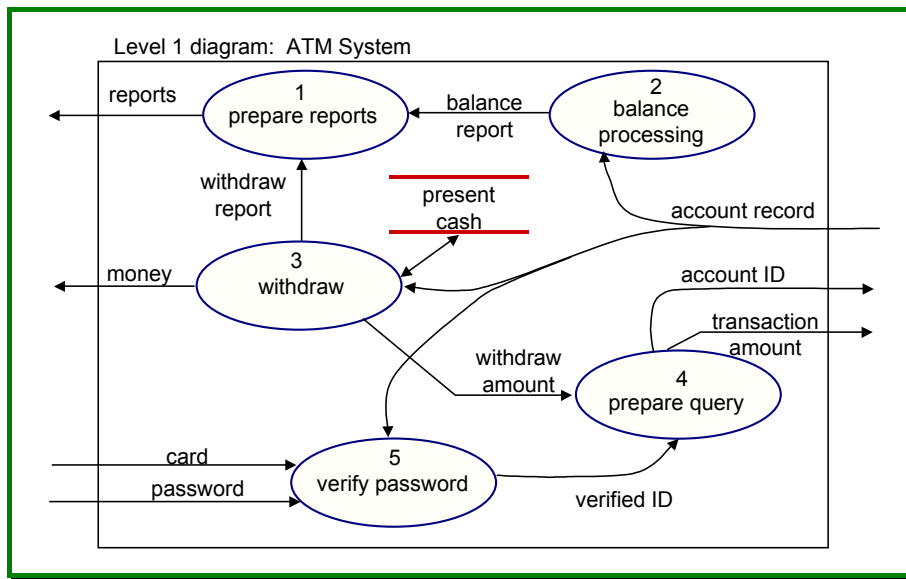 Level 1 diagram: ATM System
reports
1
prepare reports
balance
report
2
balance
processing
withdraw
report
present
cash
account record
money
3
withdraw
account ID
transaction
amount
withdraw
amount
4
prepare query
card
password
5
verify password
verified ID